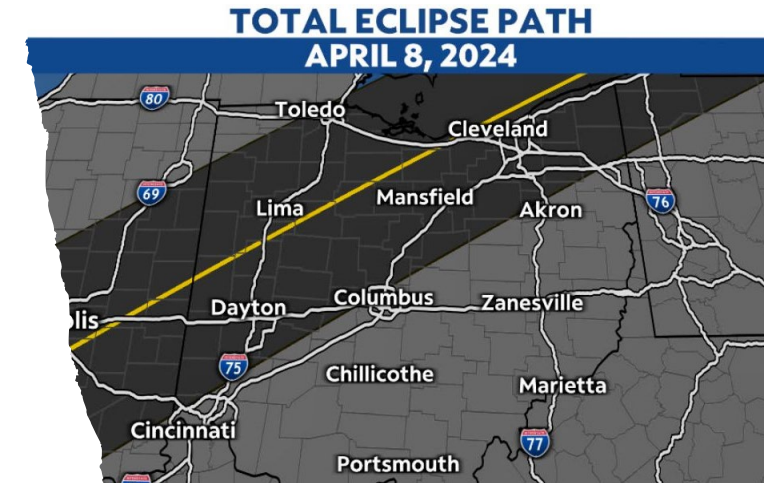 TOTAL ECLIPSE PATH
APRIL 8, 2024
80
Toledo
Cleveland
69
Lima
Mansfield
Akron
76
lis
Dayton
Columbus
Zanesville
75
Chillicothe
Marietta
Cincinnati
77
Portsmouth